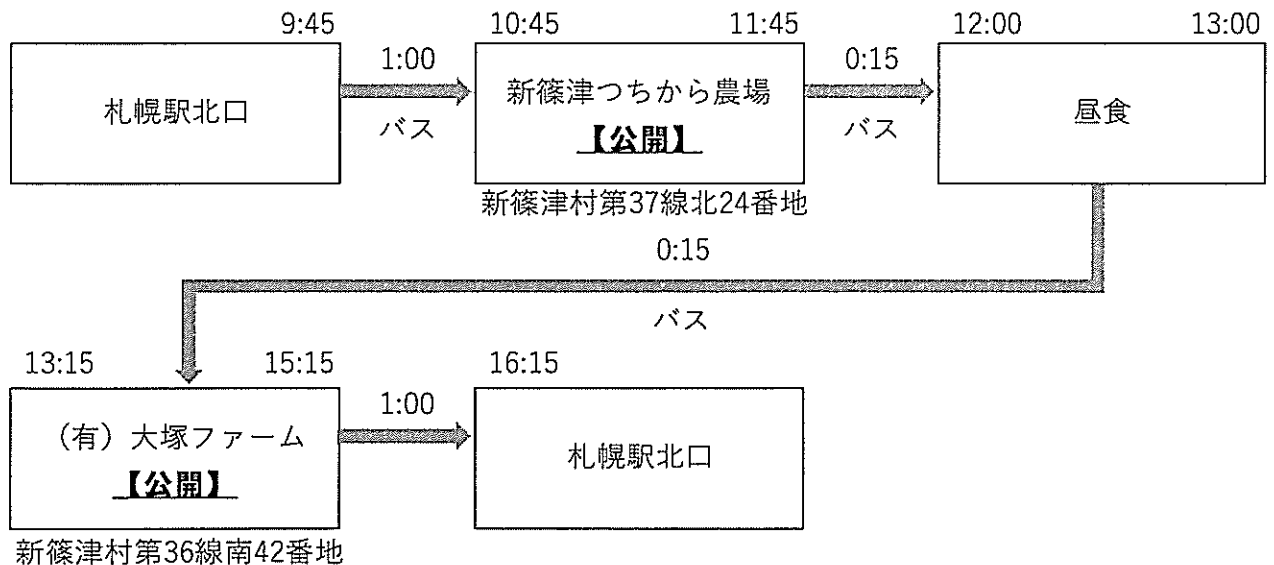 9:45
10:45
11:45
12:00
13:00
札幌駅北口
1:00
バス
新篠津つちから農場
【公開】
新篠津村第37線北24番地
0:15
バス
昼食
0:15
バス
13:15
15:15
16:15
（有）大塚ファーム
【公開】
新篠津村第36線南42番地
1:00
札幌駅北口